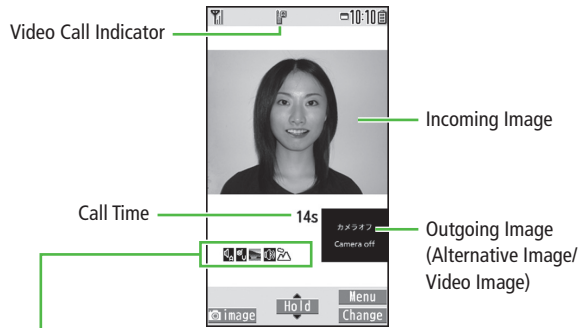 10:10
Video Call Indicator
Incoming Image
Call Time
14s
カメラオフ
Camera off
Outgoing Image
(Alternative Image/
Video Image)
image
Hold
Menu
Change